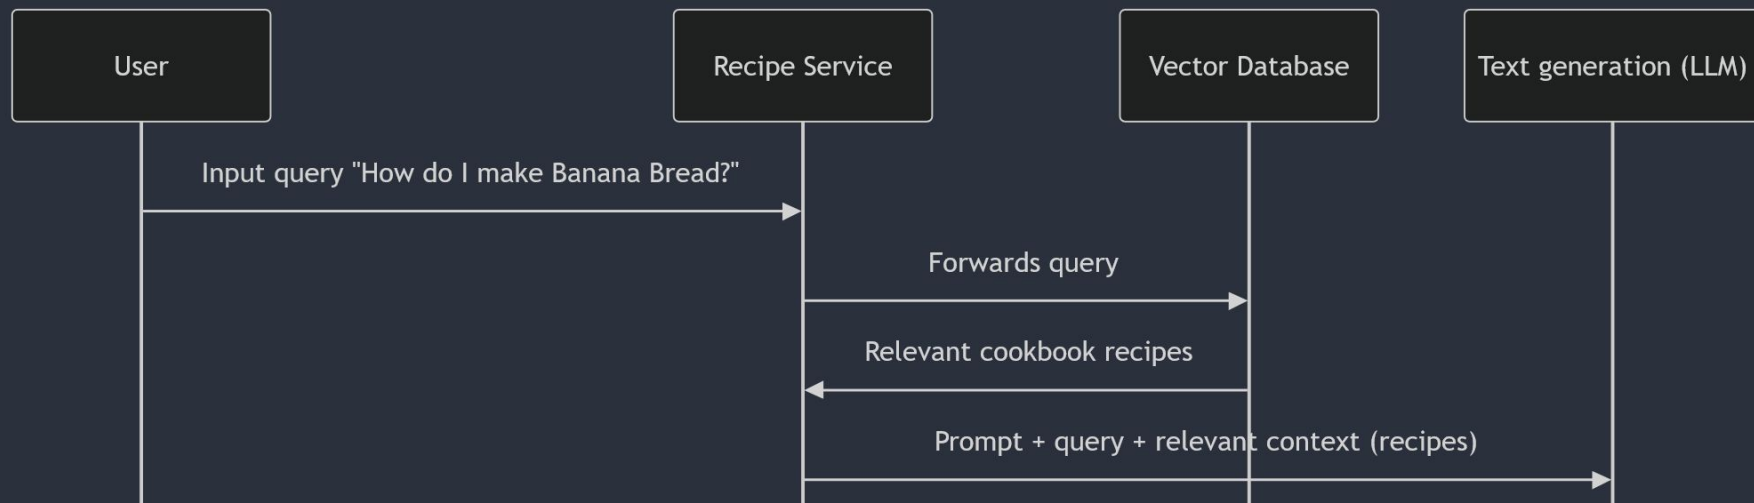 User
Recipe Service
Vector Database
Text generation (LLM)
Input query "How do I make Banana Bread?"
Forwards query
Relevant cookbook recipes
Prompt + query + relevant context (recipes)